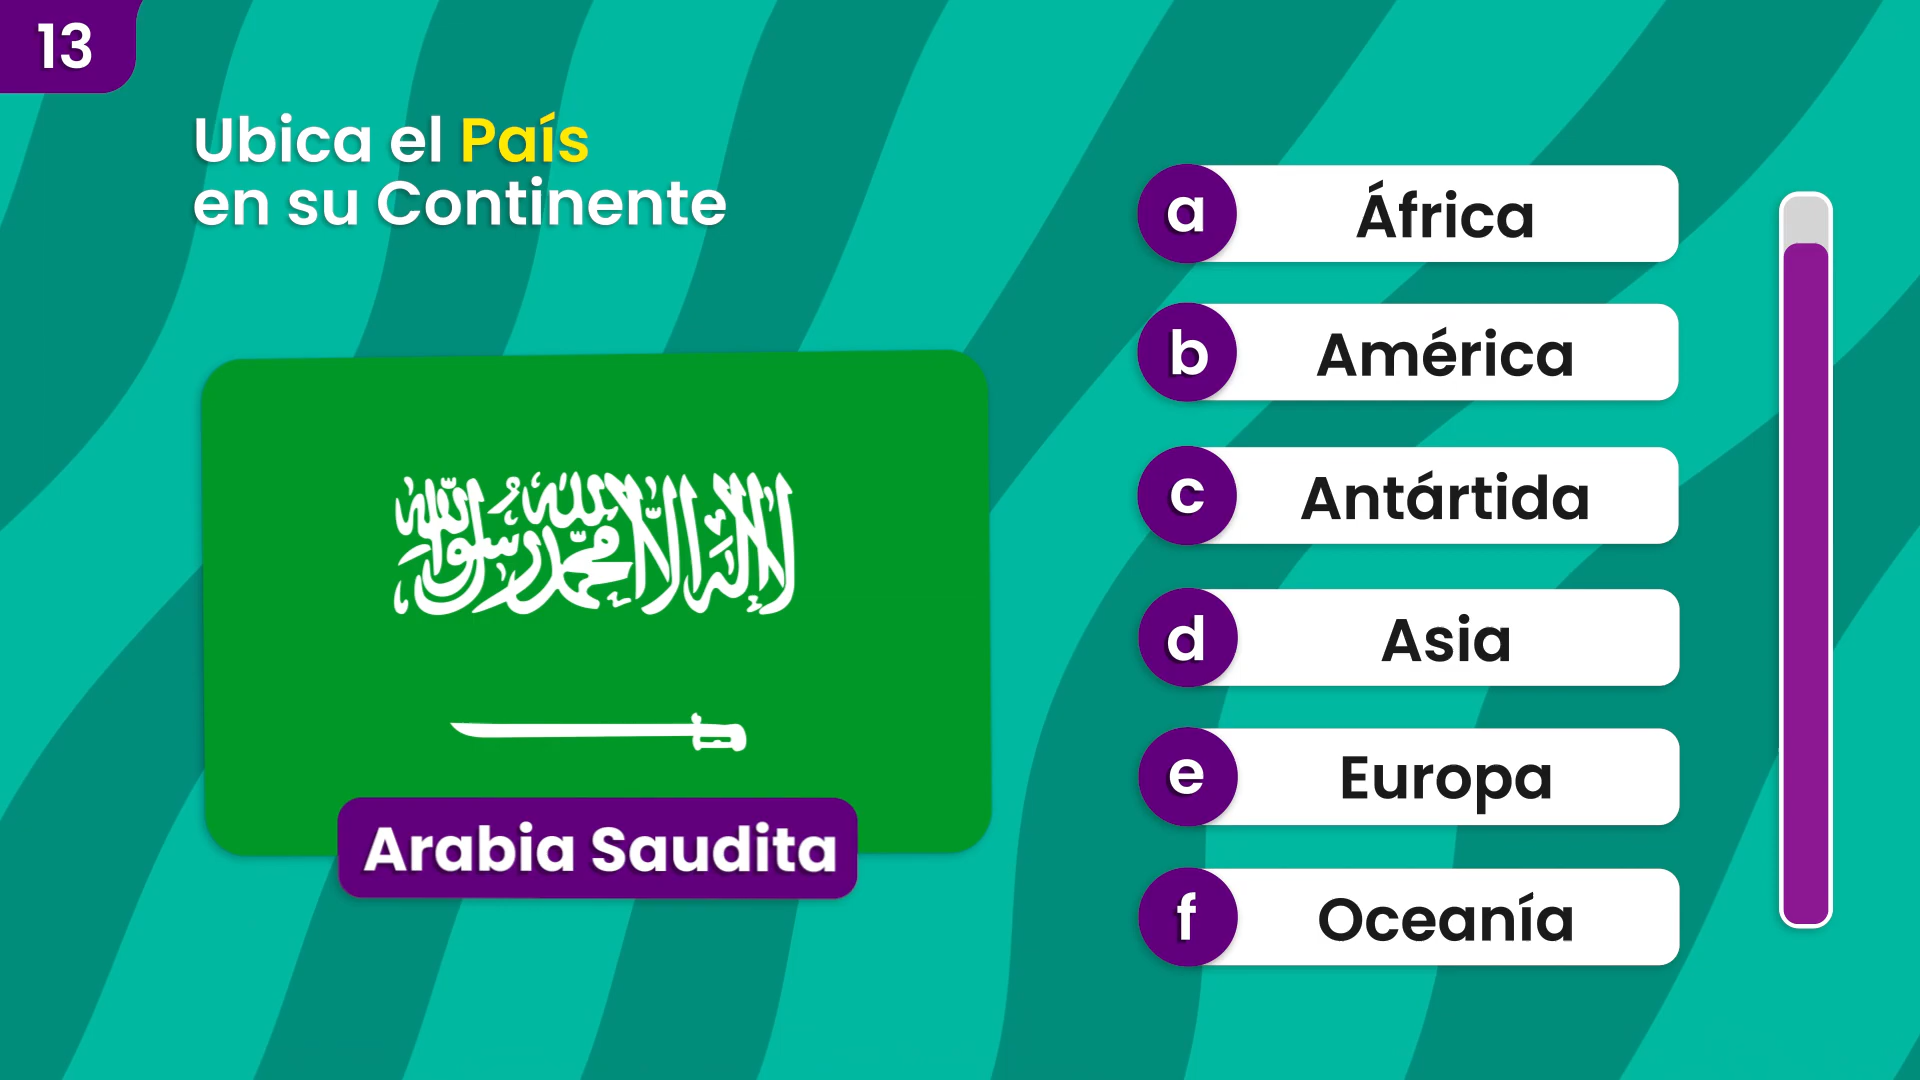 13
Ubica el País
en su Continente
لا إله إلا الله محمد رسول الله
Arabia Saudita
a África
b América
c Antártida
d Asia
e Europa
f Oceanía